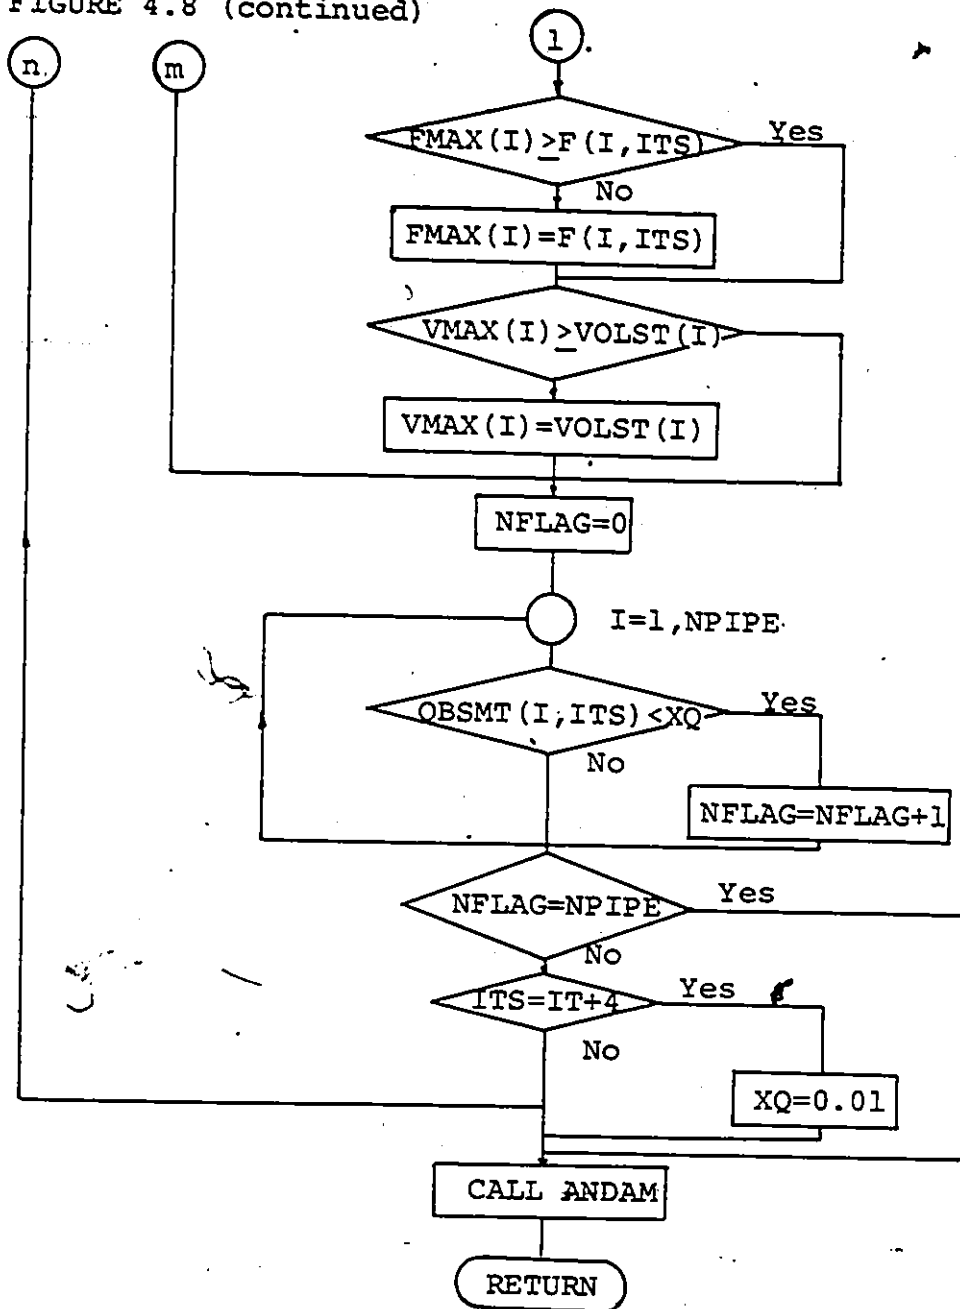 FIGURE 4.8 (continued)
n.
m
1.
FMAX(I)≥F(I,ITS)
Yes
No
FMAX(I)=F(I,ITS)
VMAX(I)≥VOLST(I)
VMAX(I)=VOLST(I)
NFLAG=0
I=1,NPIPE
QBSMT(I,ITS)<XQ
Yes
No
NFLAG=NFLAG+1
NFLAG=NPIPE
Yes
No
ITS=IT+4
Yes
No
XQ=0.01
CALL ANDAM
RETURN